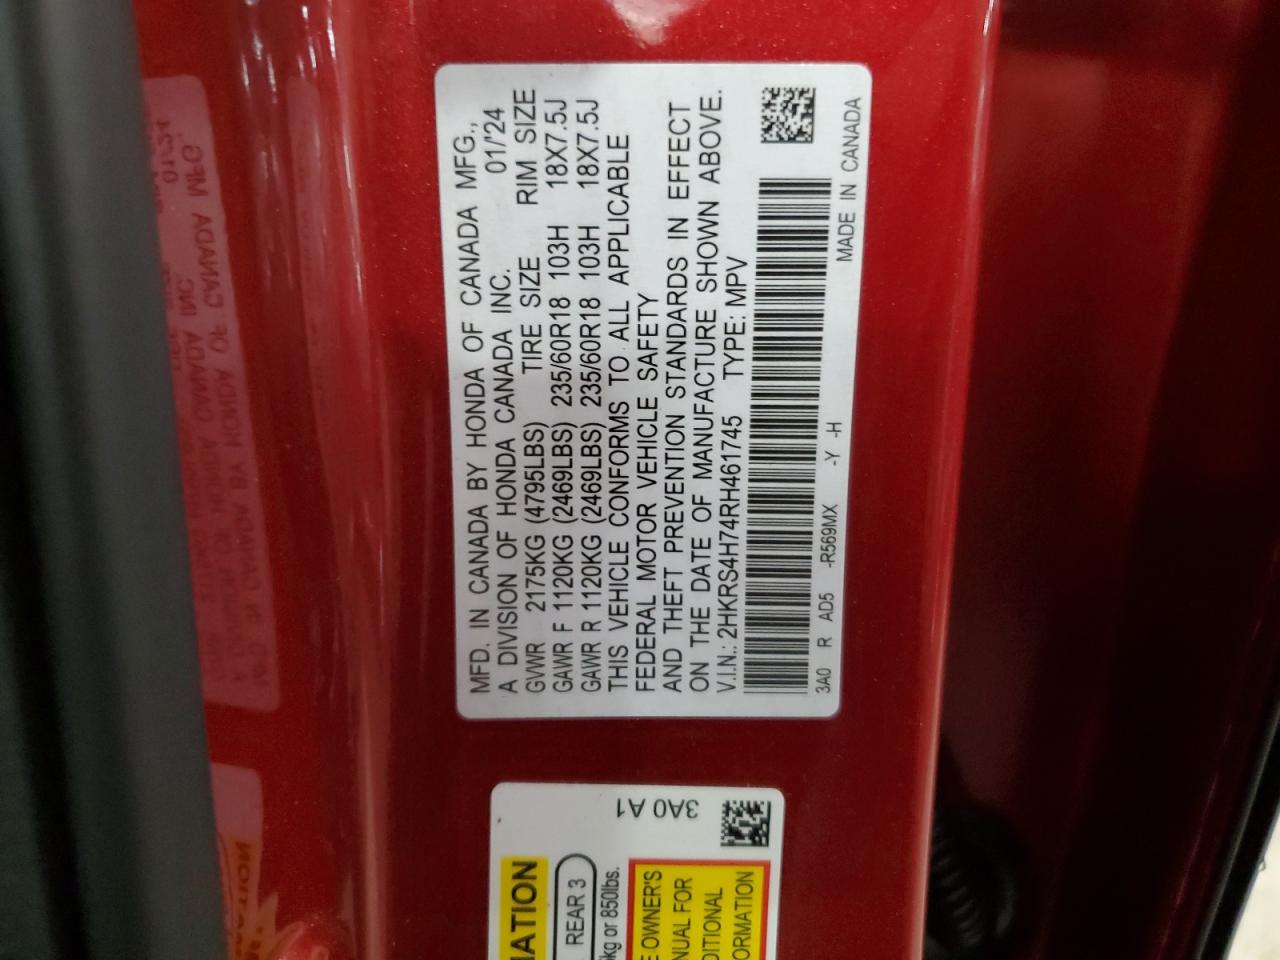 MFD. IN CANADA BY HONDA OF CANADA MFG.,
A DIVISION OF HONDA CANADA INC. 01/'24
GVWR 2175KG (4795LBS) TIRE SIZE RIM SIZE
GAWR F 1120KG (2469LBS) 235/60R18 103H 18X7.5J
GAWR R 1120KG (2469LBS) 235/60R18 103H 18X7.5J
THIS VEHICLE CONFORMS TO ALL APPLICABLE
FEDERAL MOTOR VEHICLE SAFETY
AND THEFT PREVENTION STANDARDS IN EFFECT
ON THE DATE OF MANUFACTURE SHOWN ABOVE.
V.I.N.: 2HKRS4H74RH461745 TYPE: MPV
3A0 R AD5 -R569MX -Y -H
MADE IN CANADA
3A0 A1
MATION
REAR 3
kg or 850lbs.
E OWNER'S
NUAL FOR
DITIONAL
ORMATION